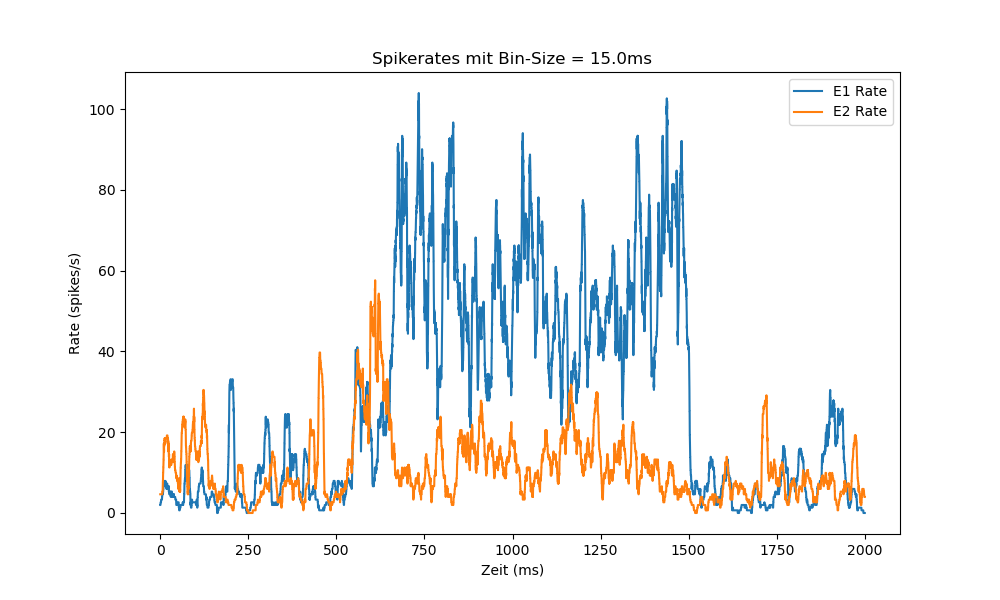 Spikerates mit Bin-Size = 15.0ms
E1 Rate
E2 Rate
100
80
60
40
20
0
Rate (spikes/s)
0 250 500 750 1000 1250 1500 1750 2000
Zeit (ms)